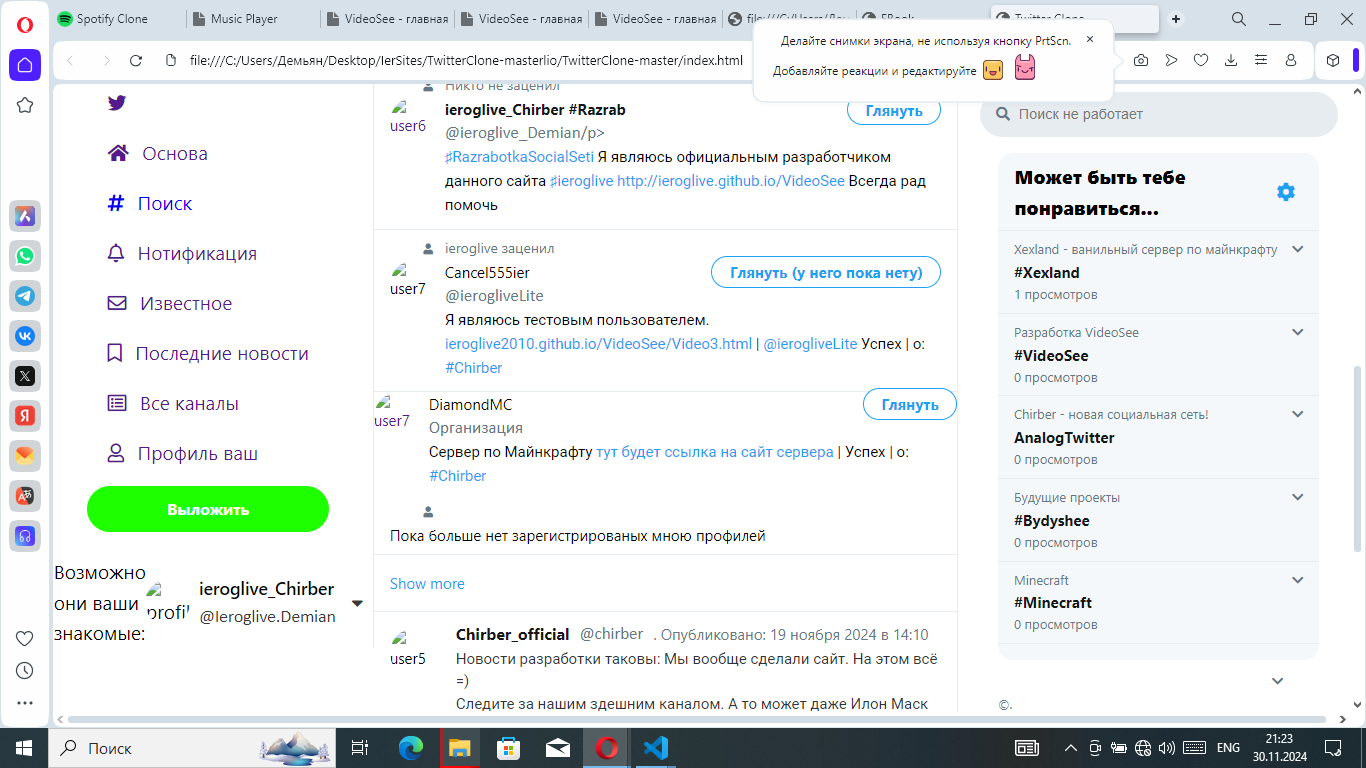 Spotify Clone
Music Player
VideoSee - главная
VideoSee - главная
VideoSee - главная
Twitter Clone
file:///C:/Users/Демьян/Desktop/IerSites/TwitterClone-masterlio/TwitterClone-master/index.html
Делайте снимки экрана, не используя кнопку PrtScn.
Добавляйте реакции и редактируйте
Основа
Поиск
Нотификация
Известное
Последние новости
Все каналы
Профиль ваш
Выложить
Возможно
они ваши
знакомые:
profil
ieroglive_Chirber
@Ieroglive.Demian
Никто не заценил
user6
ieroglive_Chirber #Razrab
Глянуть
@ieroglive_Demian/p>
#RazrabotkaSocialSeti Я являюсь официальным разработчиком
данного сайта #ieroglive http://ieroglive.github.io/VideoSee Всегда рад
помочь
ieroglive заценил
user7
Cancel555ier
Глянуть (у него пока нету)
@ierogliveLite
Я являюсь тестовым пользователем.
ieroglive2010.github.io/VideoSee/Video3.html | @ierogliveLite Успех | о:
#Chirber
user7
DiamondMC
Глянуть
Организация
Сервер по Майнкрафту тут будет ссылка на сайт сервера | Успех | о:
#Chirber
Пока больше нет зарегистрированых мною профилей
Show more
user5
Chirber_official @chirber . Опубликовано: 19 ноября 2024 в 14:10
Новости разработки таковы: Мы вообще сделали сайт. На этом всё
=)
Следите за нашим здешним каналом. А то может даже Илон Маск
Поиск не работает
Может быть тебе
понравиться...
Xexland - ванильный сервер по майнкрафту
#Xexland
1 просмотров
Разработка VideoSee
#VideoSee
0 просмотров
Chirber - новая социальная сеть!
AnalogTwitter
0 просмотров
Будущие проекты
#Bydyshee
0 просмотров
Minecraft
#Minecraft
0 просмотров
©.
Поиск
ENG
21:23
30.11.2024